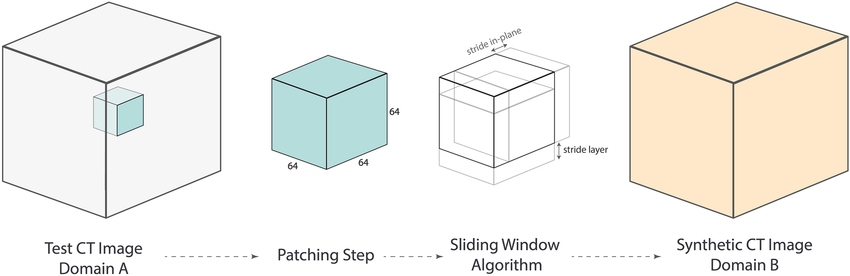 stride in-plane
64
64
64
stride layer
Test CT Image
Domain A
Patching Step
Sliding Window
Algorithm
Synthetic CT Image
Domain B